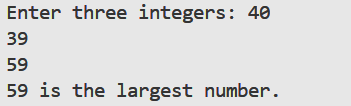 Enter three integers: 40
39
59
59 is the largest number.